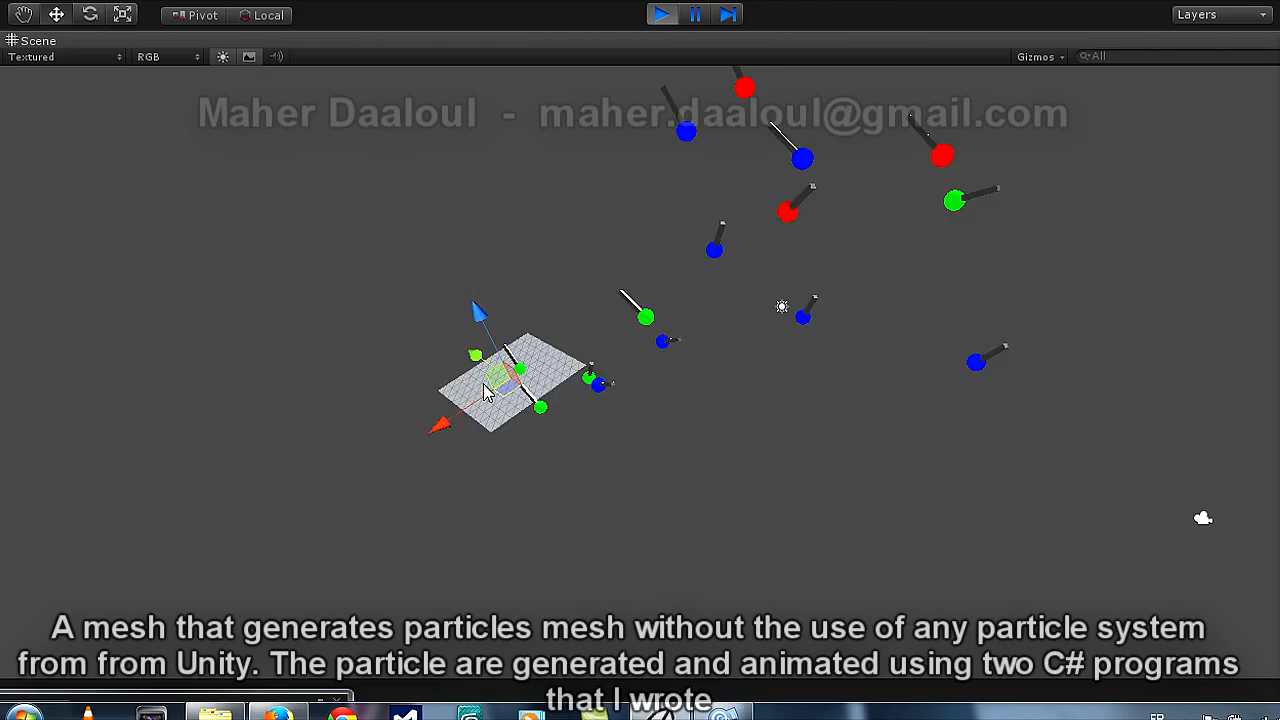 Pivot Local Layers
Scene
Textured RGB Gizmos All
Maher Daaloul - maher.daaloul@gmail.com
A mesh that generates particles mesh without the use of any particle system
from from Unity. The particle are generated and animated using two C# programs
that I wrote